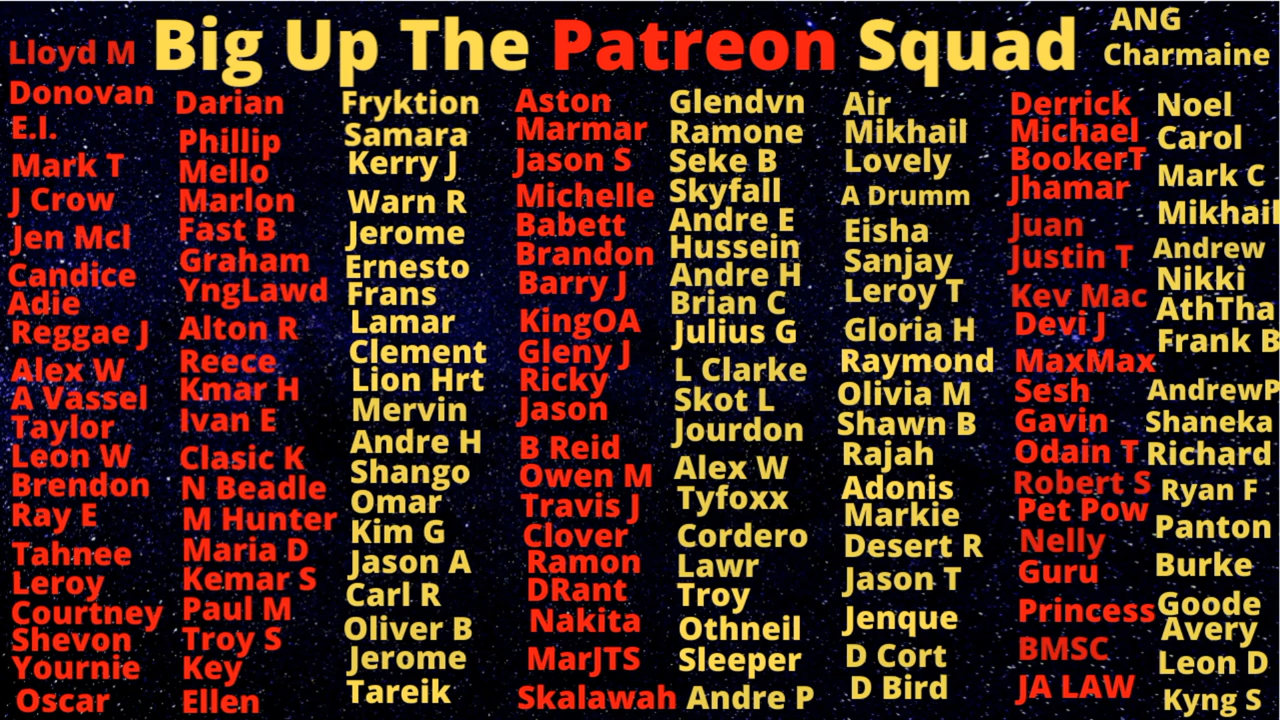 Big Up The Patreon Squad
Lloyd M
Donovan
E.I.
Mark T
J Crow
Jen Mcl
Candice
Adie
Reggae J
Alex W
A Vassel
Taylor
Leon W
Brendon
Ray E
Tahnee
Leroy
Courtney
Shevon
Yournie
Oscar
Darian
Phillip
Mello
Marlon
Fast B
Graham
YngLawd
Alton R
Reece
Kmar H
Ivan E
Clasic K
N Beadle
M Hunter
Maria D
Kemar S
Paul M
Troy S
Key
Ellen
Fryktion
Samara
Kerry J
Warn R
Jerome
Ernesto
Frans
Lamar
Clement
Lion Hrt
Mervin
Andre H
Shango
Omar
Kim G
Jason A
Carl R
Oliver B
Jerome
Tareik
Aston
Marmar
Jason S
Michelle
Babett
Brandon
Barry J
KingOA
Gleny J
Ricky
Jason
B Reid
Owen M
Travis J
Clover
Ramon
DRant
Nakita
MarJTS
Skalawah
Glendvn
Ramone
Seke B
Skyfall
Andre E
Hussein
Andre H
Brian C
Julius G
L Clarke
Skot L
Jourdon
Alex W
Tyfoxx
Cordero
Lawr
Troy
Othneil
Sleeper
Andre P
Air
Mikhail
Lovely
A Drumm
Eisha
Sanjay
Leroy T
Gloria H
Raymond
Olivia M
Shawn B
Rajah
Adonis
Markie
Desert R
Jason T
Jenque
D Cort
D Bird
Derrick
Michael
BookerT
Jhamar
Juan
Justin T
Kev Mac
Devi J
MaxMax
Sesh
Gavin
Odain T
Robert S
Pet Pow
Nelly
Guru
Princess
BMSC
JA LAW
ANG
Charmaine
Noel
Carol
Mark C
Mikhail
Andrew
Nikki
AthTha
Frank B
AndrewP
Shaneka
Richard
Ryan F
Panton
Burke
Goode
Avery
Leon D
Kyng S